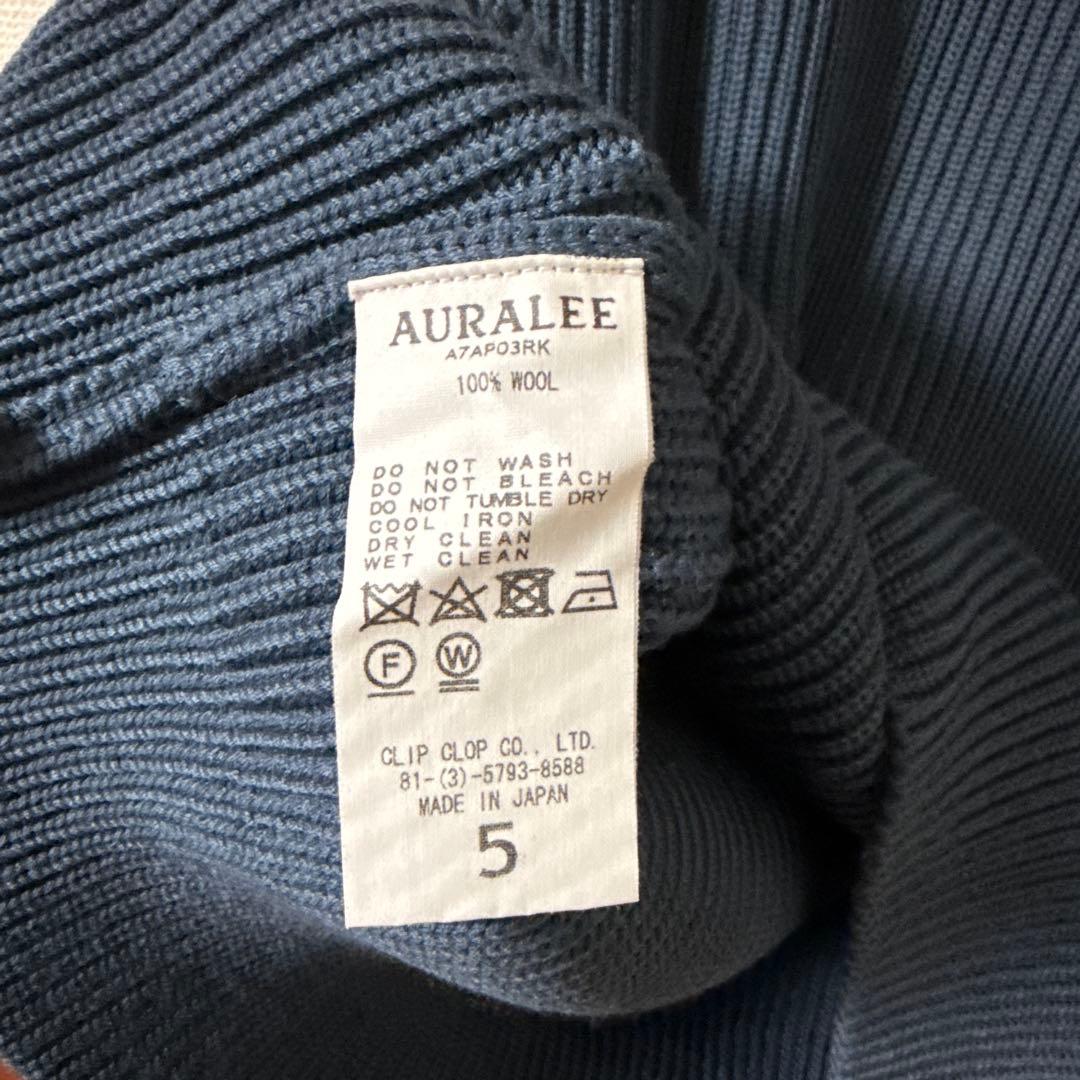 AURALEE
A7AP03RK
100% WOOL
DO NOT WASH
DO NOT BLEACH
DO NOT TUMBLE DRY
COOL IRON
DRY CLEAN
WET CLEAN
F W
CLIP CLOP CO., LTD.
81-(3)-5793-8588
MADE IN JAPAN
5